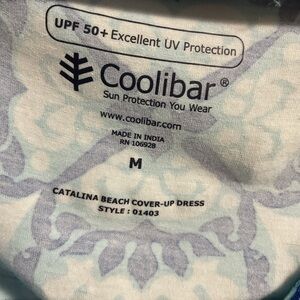 UPF 50+ Excellent UV Protection
Coolibar®
Sun Protection You Wear
www.coolibar.com
MADE IN INDIA
RN 106928
M
CATALINA BEACH COVER-UP DRESS
STYLE : 01403